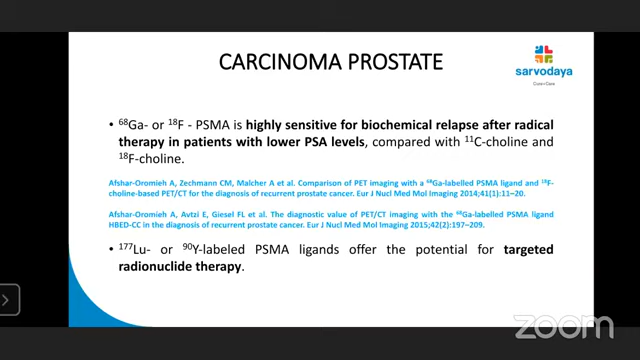 CARCINOMA PROSTATE
sarvodaya
Cure+Care
• ⁶⁸Ga- or ¹⁸F - PSMA is highly sensitive for biochemical relapse after radical
therapy in patients with lower PSA levels, compared with ¹¹C-choline and
¹⁸F-choline.
Afshar-Oromieh A, Zechmann CM, Malcher A et al. Comparison of PET imaging with a ⁶⁸Ga-labelled PSMA ligand and ¹⁸F-
choline-based PET/CT for the diagnosis of recurrent prostate cancer. Eur J Nucl Med Mol Imaging 2014;41(1):11–20.
Afshar-Oromieh A, Avtzi E, Giesel FL et al. The diagnostic value of PET/CT imaging with the ⁶⁸Ga-labelled PSMA ligand
HBED-CC in the diagnosis of recurrent prostate cancer. Eur J Nucl Med Mol Imaging 2015;42(2):197–209.
• ¹⁷⁷Lu- or ⁹⁰Y-labeled PSMA ligands offer the potential for targeted
radionuclide therapy.
zoom